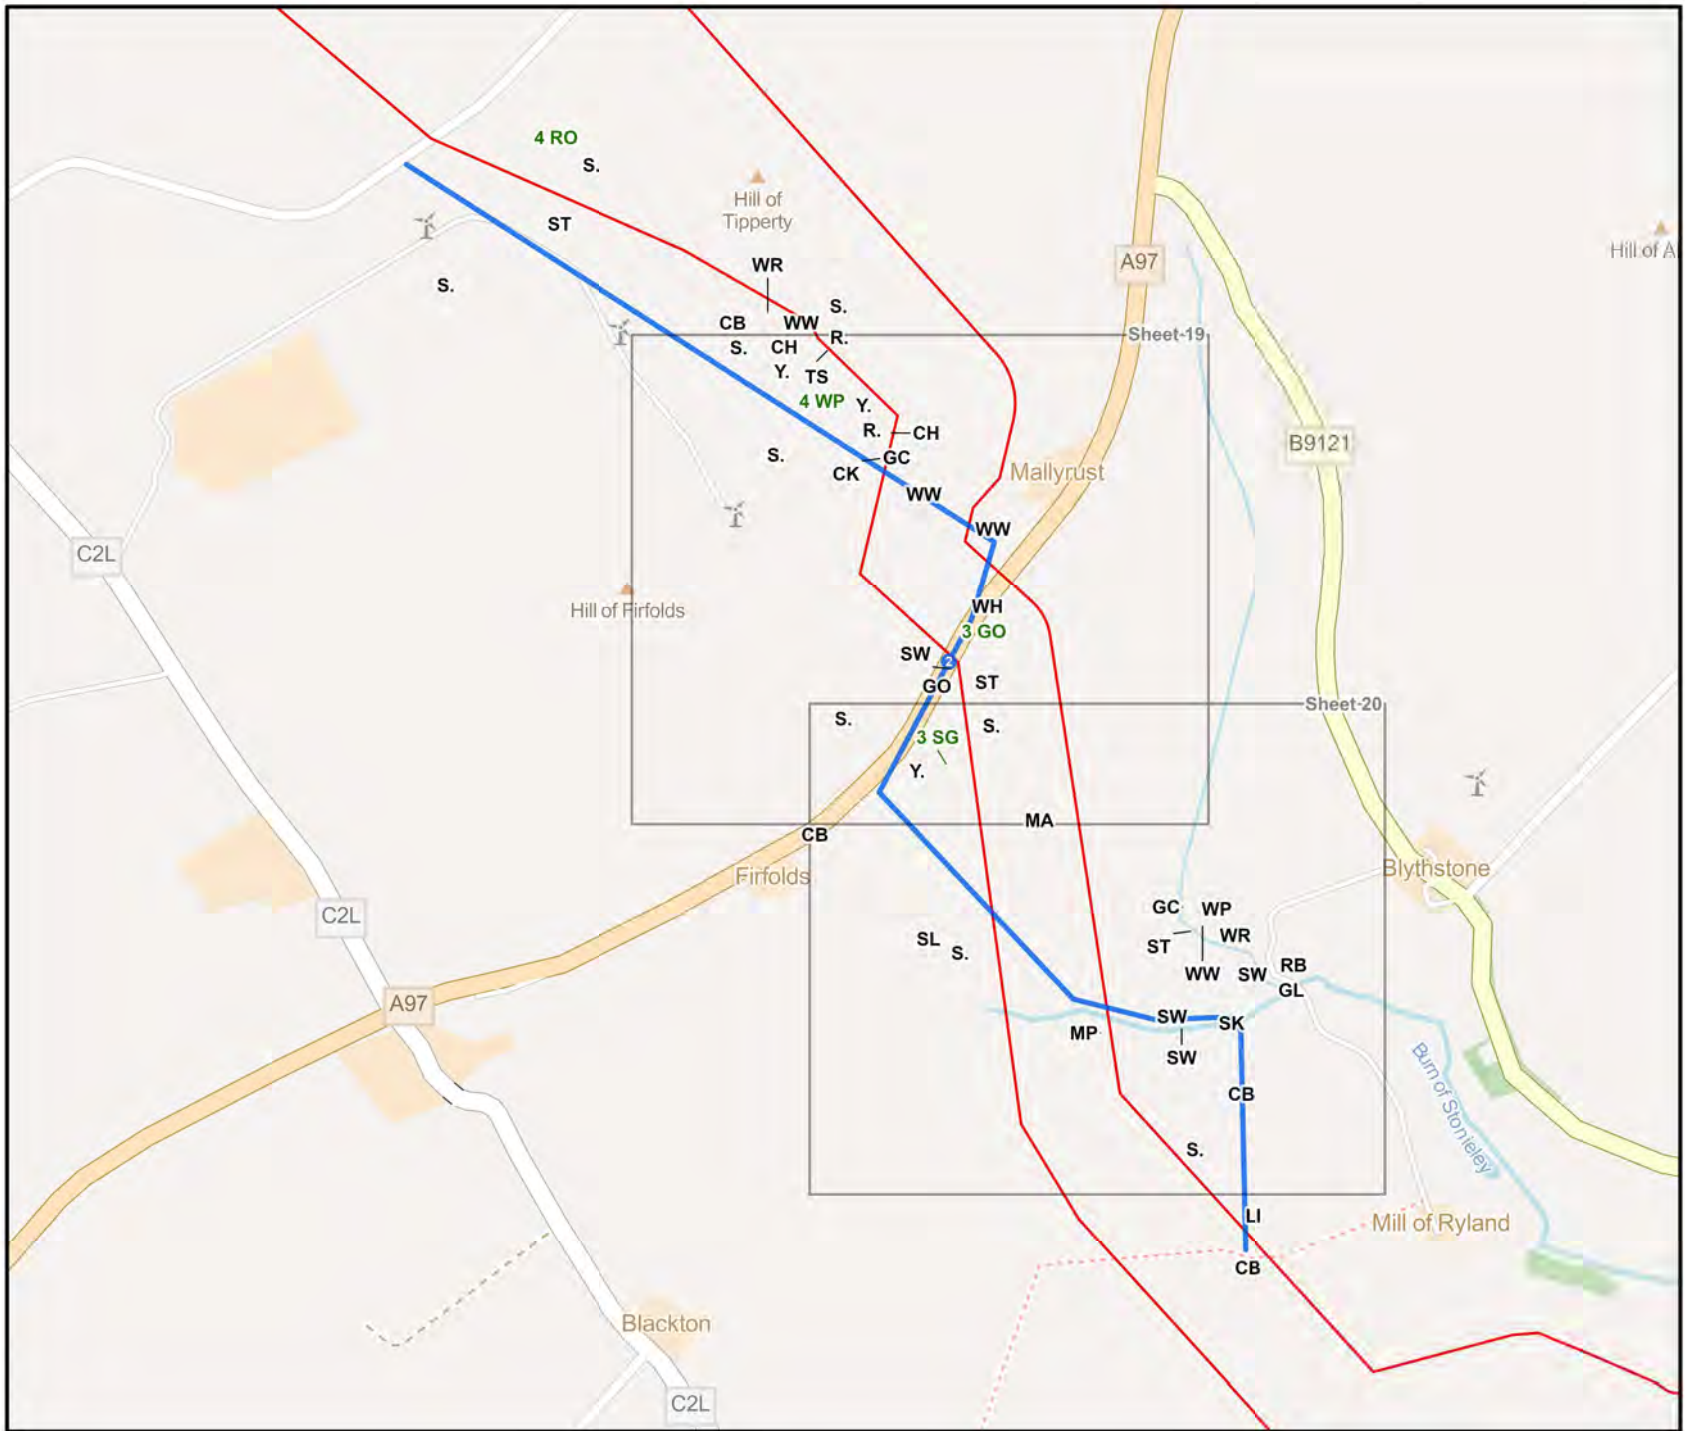 4 RO
S.
Hill of
Tipperty
ST
WR
A97
Hill of A
S.
S.
CB
WW
R.
Sheet-19
S.
CH
Y.
TS
4 WP
Y.
R.
CH
B9121
S.
CK
GC
Mallyrust
WW
WW
C2L
Hill of Firfolds
WH
3 GO
SW
2
GO
ST
Sheet-20
S.
S.
3 SG
Y.
MA
CB
Firfolds
Blythstone
C2L
GC
WP
SL
S.
ST
WR
WW
SW
RB
GL
A97
SW
SK
MP
SW
Burn of Stonieley
CB
S.
LI
Mill of Ryland
CB
Blackton
C2L